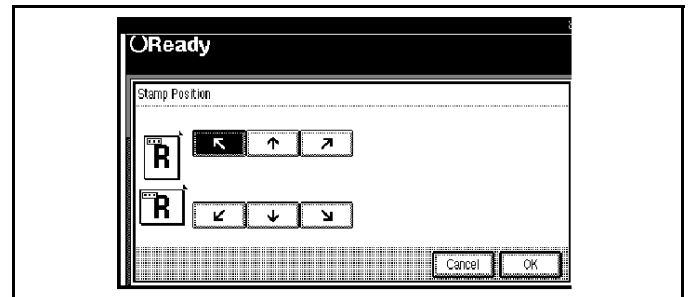 Ready
Stamp Position
R
↖ ↑ ↗
R
↙ ↓ ↘
Cancel OK